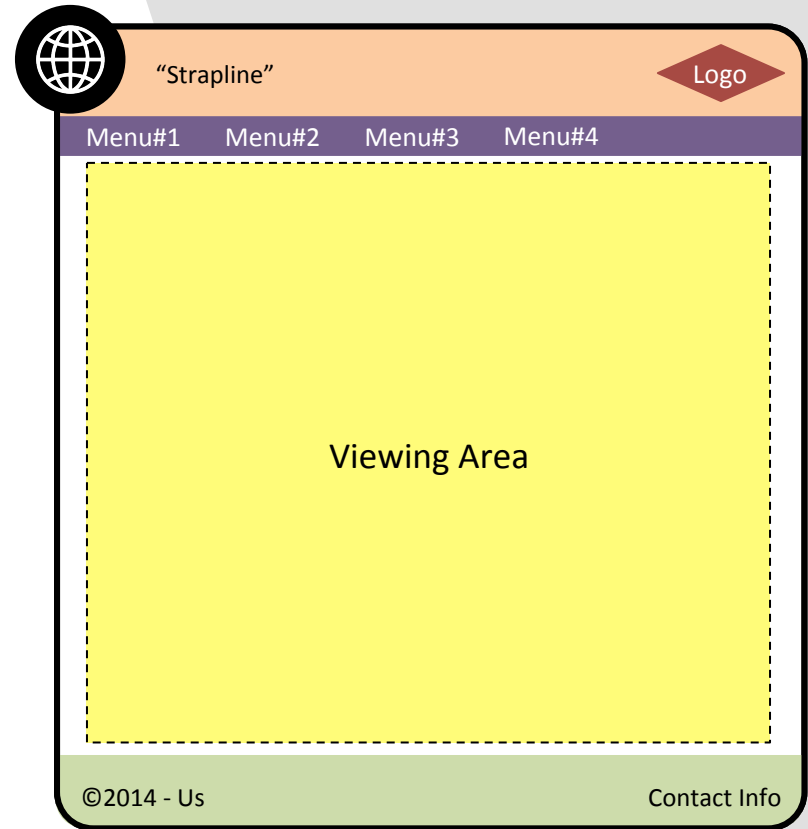 “Strapline”
Logo
Menu#1 Menu#2 Menu#3 Menu#4
Viewing Area
©2014 - Us
Contact Info